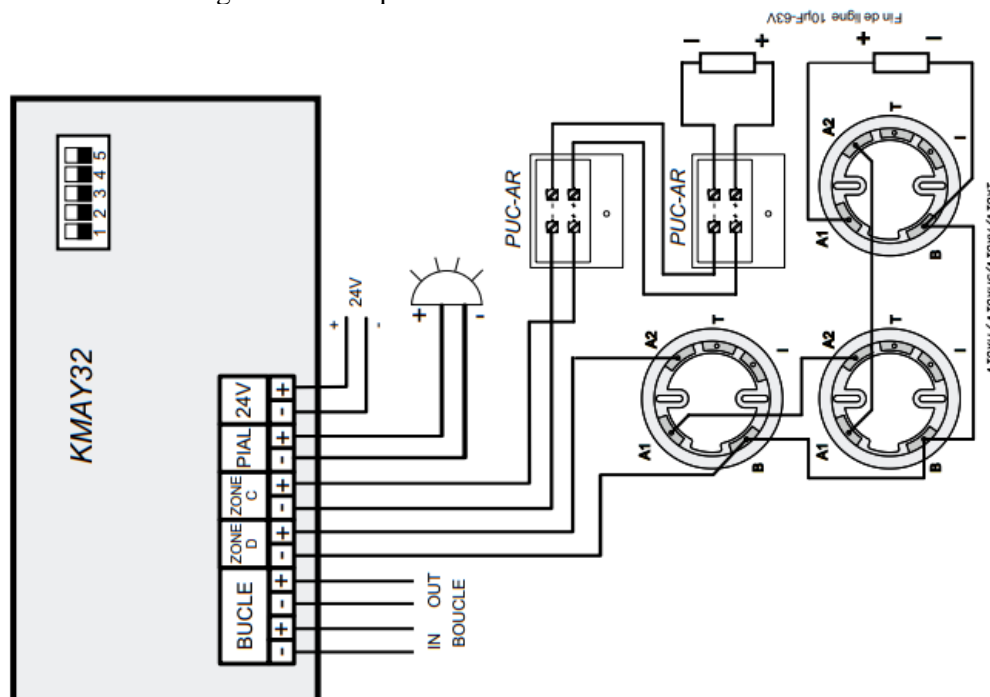 Fin de ligne 10µF-63V
- +
+ -
1 2 3 4 5
KMAY32
PUC-AR
PUC-AR
- +
- +
A2
T
I
A1
B
A2
T
I
A1
B
A2
T
I
A1
B
+ 24V -
+ -
24V + -
PIAL + -
ZONE C + -
ZONE D + -
BUCLE + - + -
OUT
IN
BOUCLE